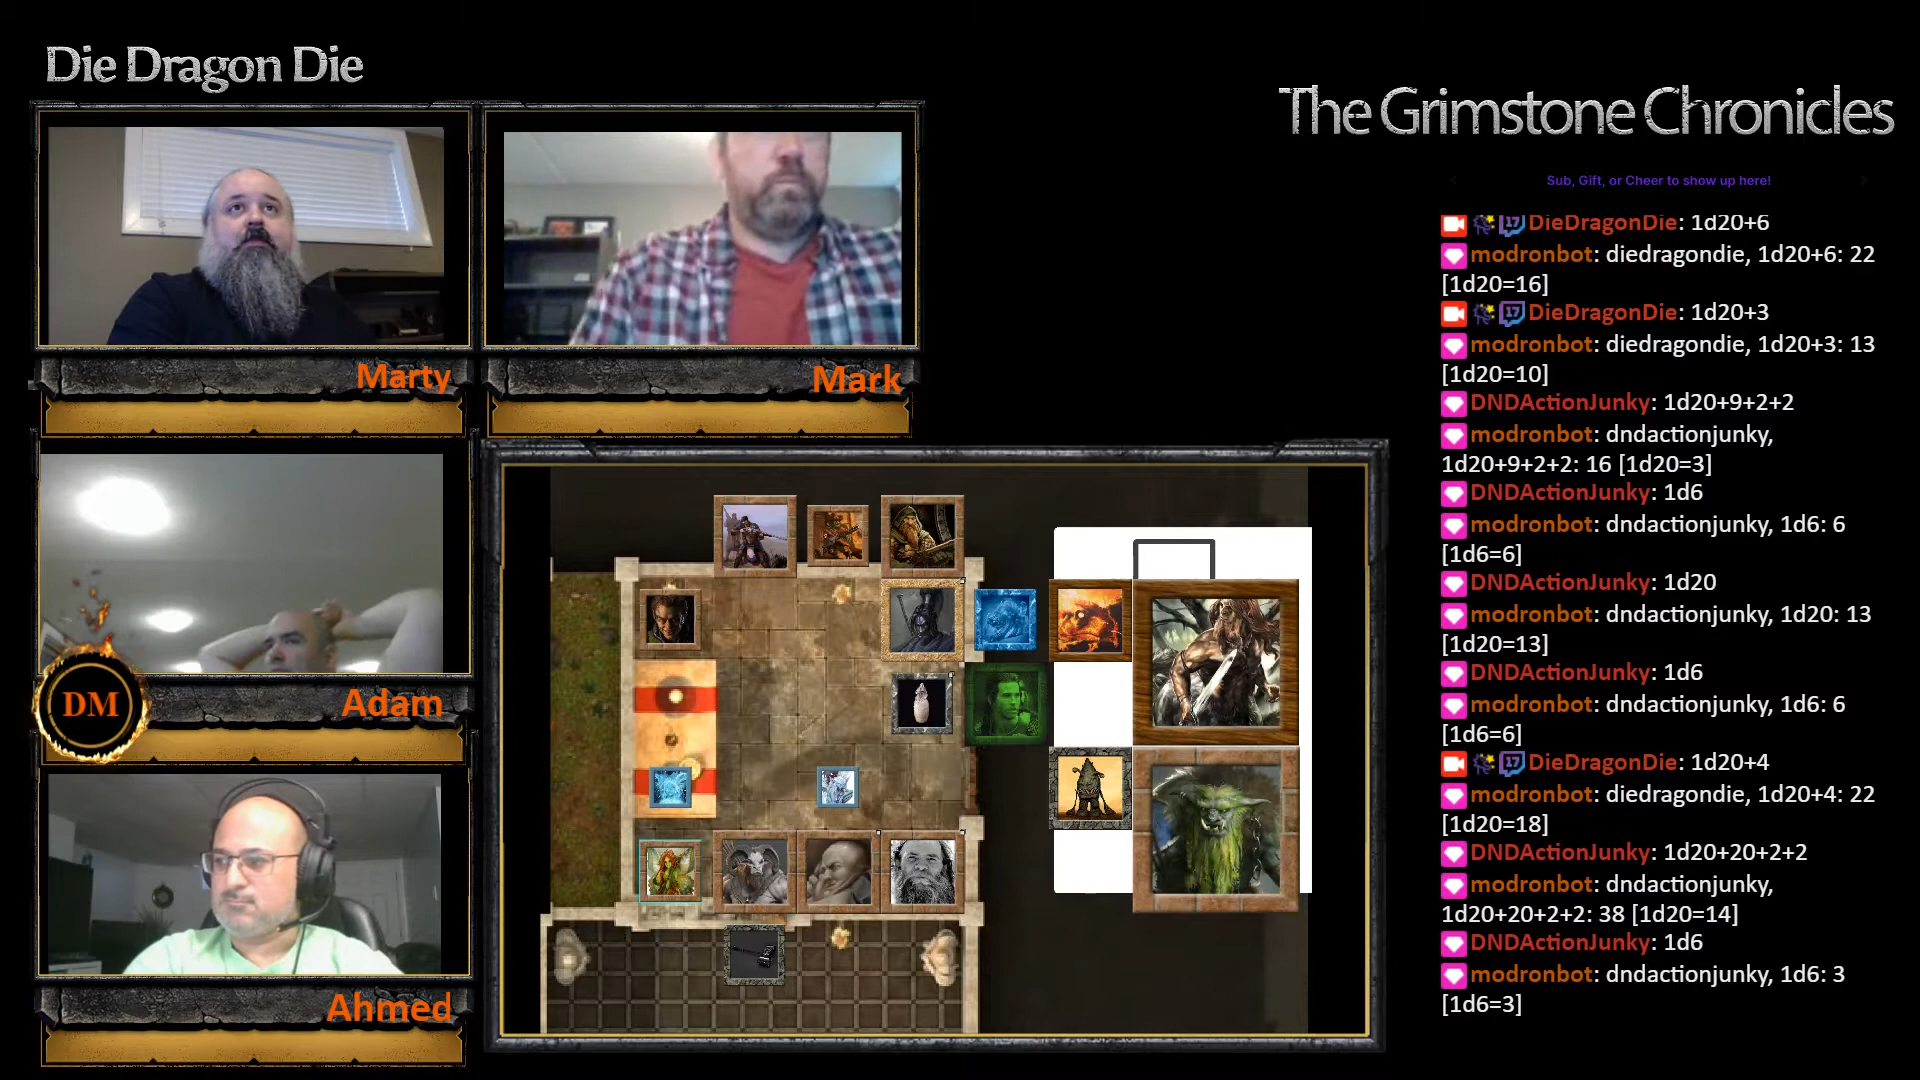 Die Dragon Die
The Grimstone Chronicles
Sub, Gift, or Cheer to show up here!
Marty
Mark
DM
Adam
Ahmed
17 DieDragonDie: 1d20+6
modronbot: diedragondie, 1d20+6: 22
[1d20=16]
17 DieDragonDie: 1d20+3
modronbot: diedragondie, 1d20+3: 13
[1d20=10]
DNDActionJunky: 1d20+9+2+2
modronbot: dndactionjunky,
1d20+9+2+2: 16 [1d20=3]
DNDActionJunky: 1d6
modronbot: dndactionjunky, 1d6: 6
[1d6=6]
DNDActionJunky: 1d20
modronbot: dndactionjunky, 1d20: 13
[1d20=13]
DNDActionJunky: 1d6
modronbot: dndactionjunky, 1d6: 6
[1d6=6]
17 DieDragonDie: 1d20+4
modronbot: diedragondie, 1d20+4: 22
[1d20=18]
DNDActionJunky: 1d20+20+2+2
modronbot: dndactionjunky,
1d20+20+2+2: 38 [1d20=14]
DNDActionJunky: 1d6
modronbot: dndactionjunky, 1d6: 3
[1d6=3]